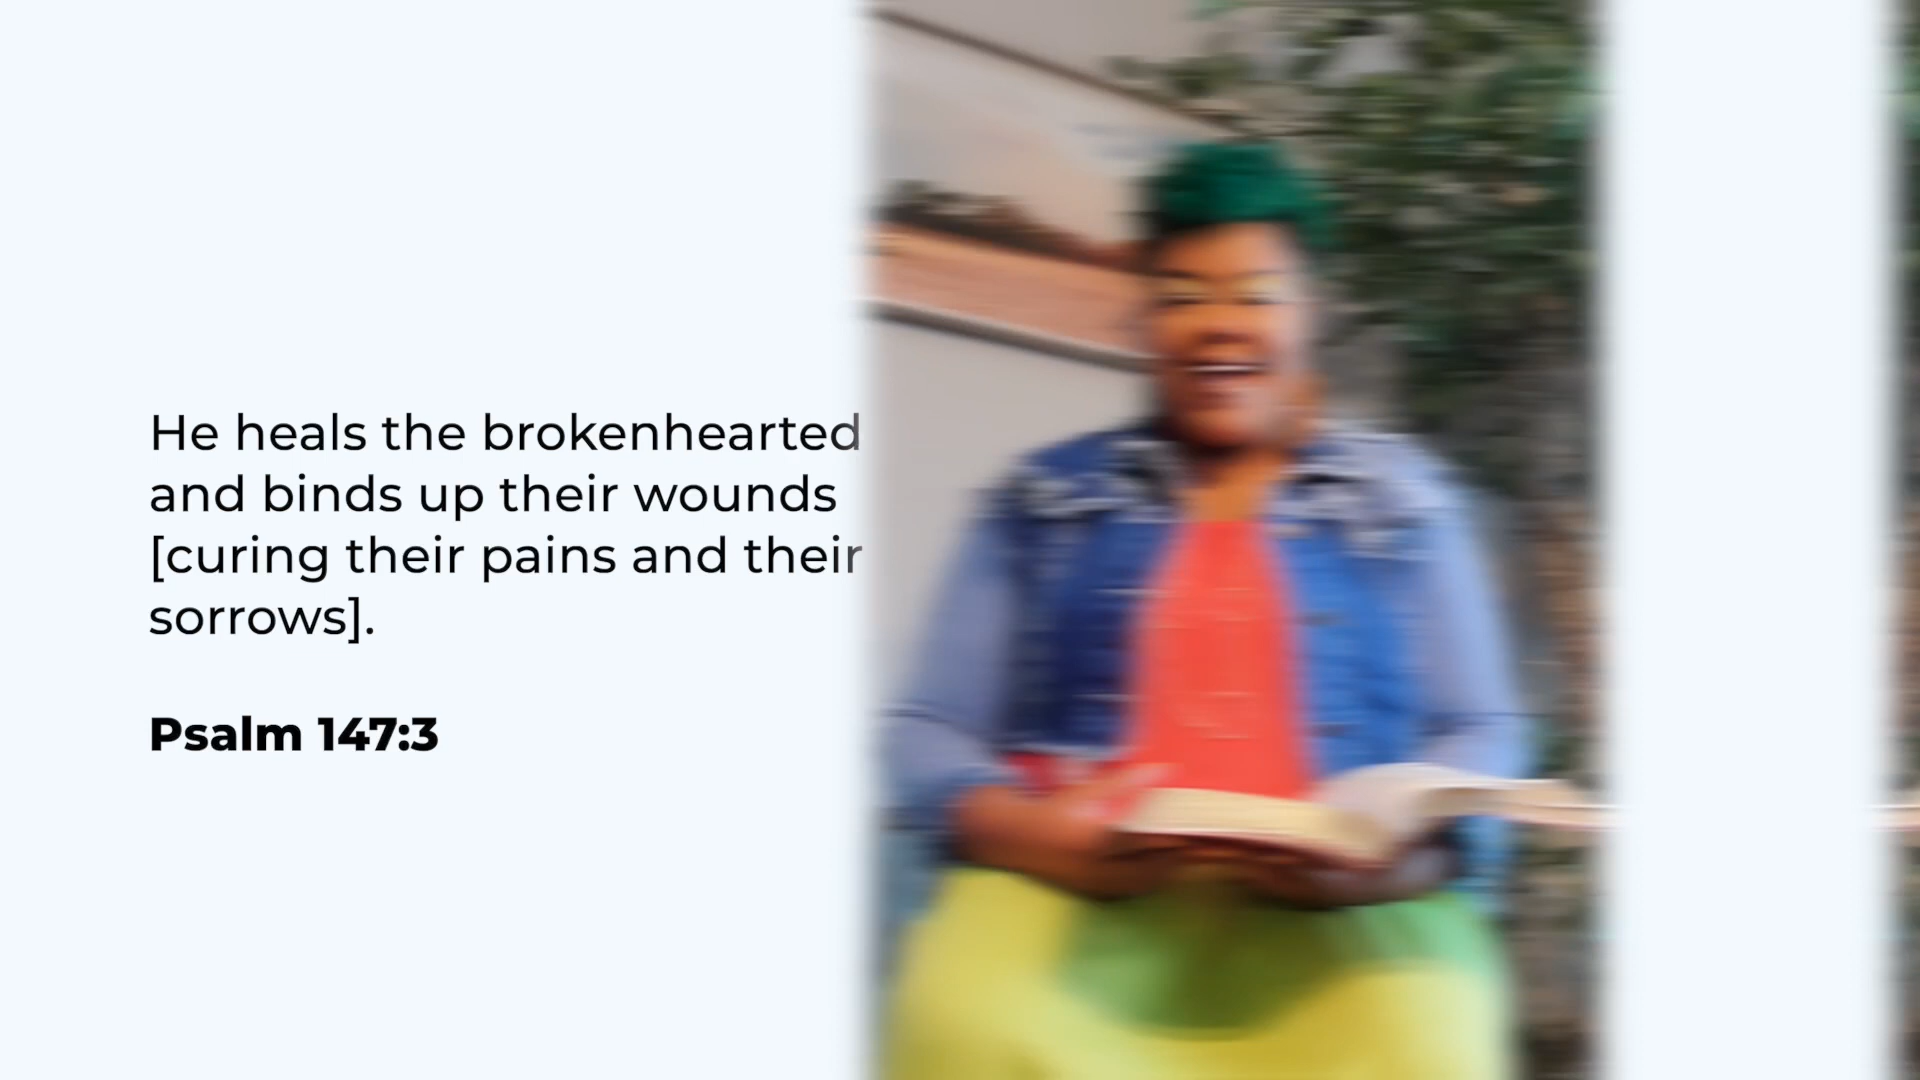 He heals the brokenhearted
and binds up their wounds
[curing their pains and their
sorrows].
Psalm 147:3